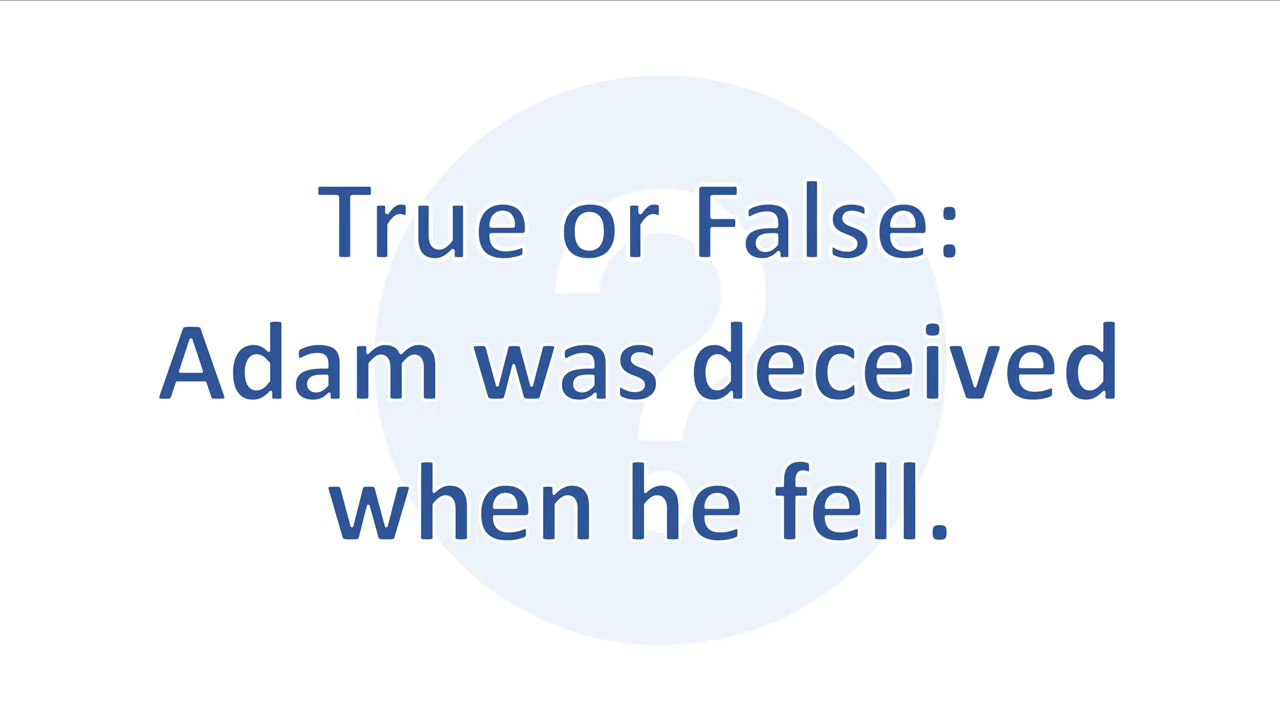 True or False:
Adam was deceived
when he fell.